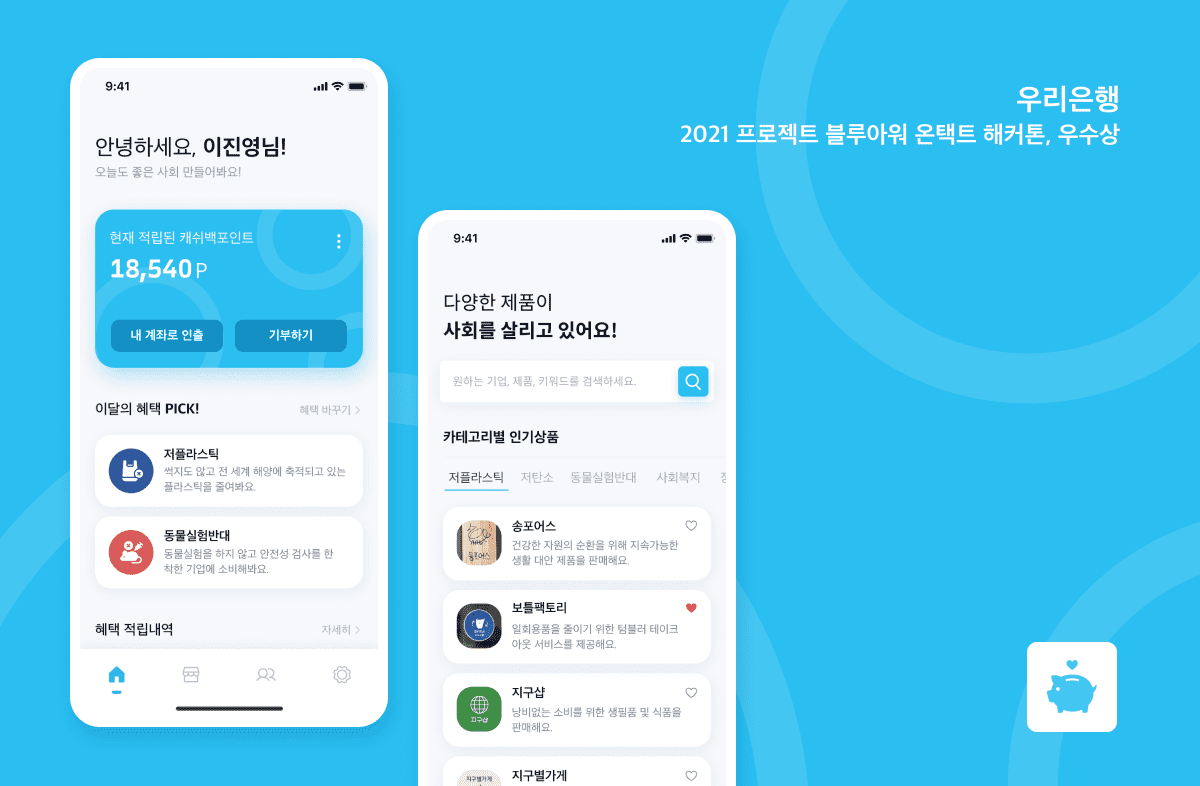 우리은행
2021 프로젝트 블루아워 온택트 해커톤, 우수상
9:41
안녕하세요, 이진영님!
오늘도 좋은 사회 만들어봐요!
현재 적립된 캐쉬백포인트
18,540 P
내 계좌로 인출
기부하기
이달의 혜택 PICK!
혜택 바꾸기
저플라스틱
썩지도 않고 전 세계 해양에 축적되고 있는
플라스틱을 줄여봐요.
동물실험반대
동물실험을 하지 않고 안전성 검사를 한
착한 기업에 소비해봐요.
혜택 적립내역
자세히
9:41
다양한 제품이
사회를 살리고 있어요!
원하는 기업, 제품, 키워드를 검색하세요.
카테고리별 인기상품
저플라스틱 저탄소 동물실험반대 사회복지
송포어스
건강한 자원의 순환을 위해 지속가능한
생활 대안 제품을 판매해요.
보틀팩토리
일회용품을 줄이기 위한 텀블러 테이크
아웃 서비스를 제공해요.
지구샵
지구샵
낭비없는 소비를 위한 생필품 및 식품을
판매해요.
지구별가게
지구별가게